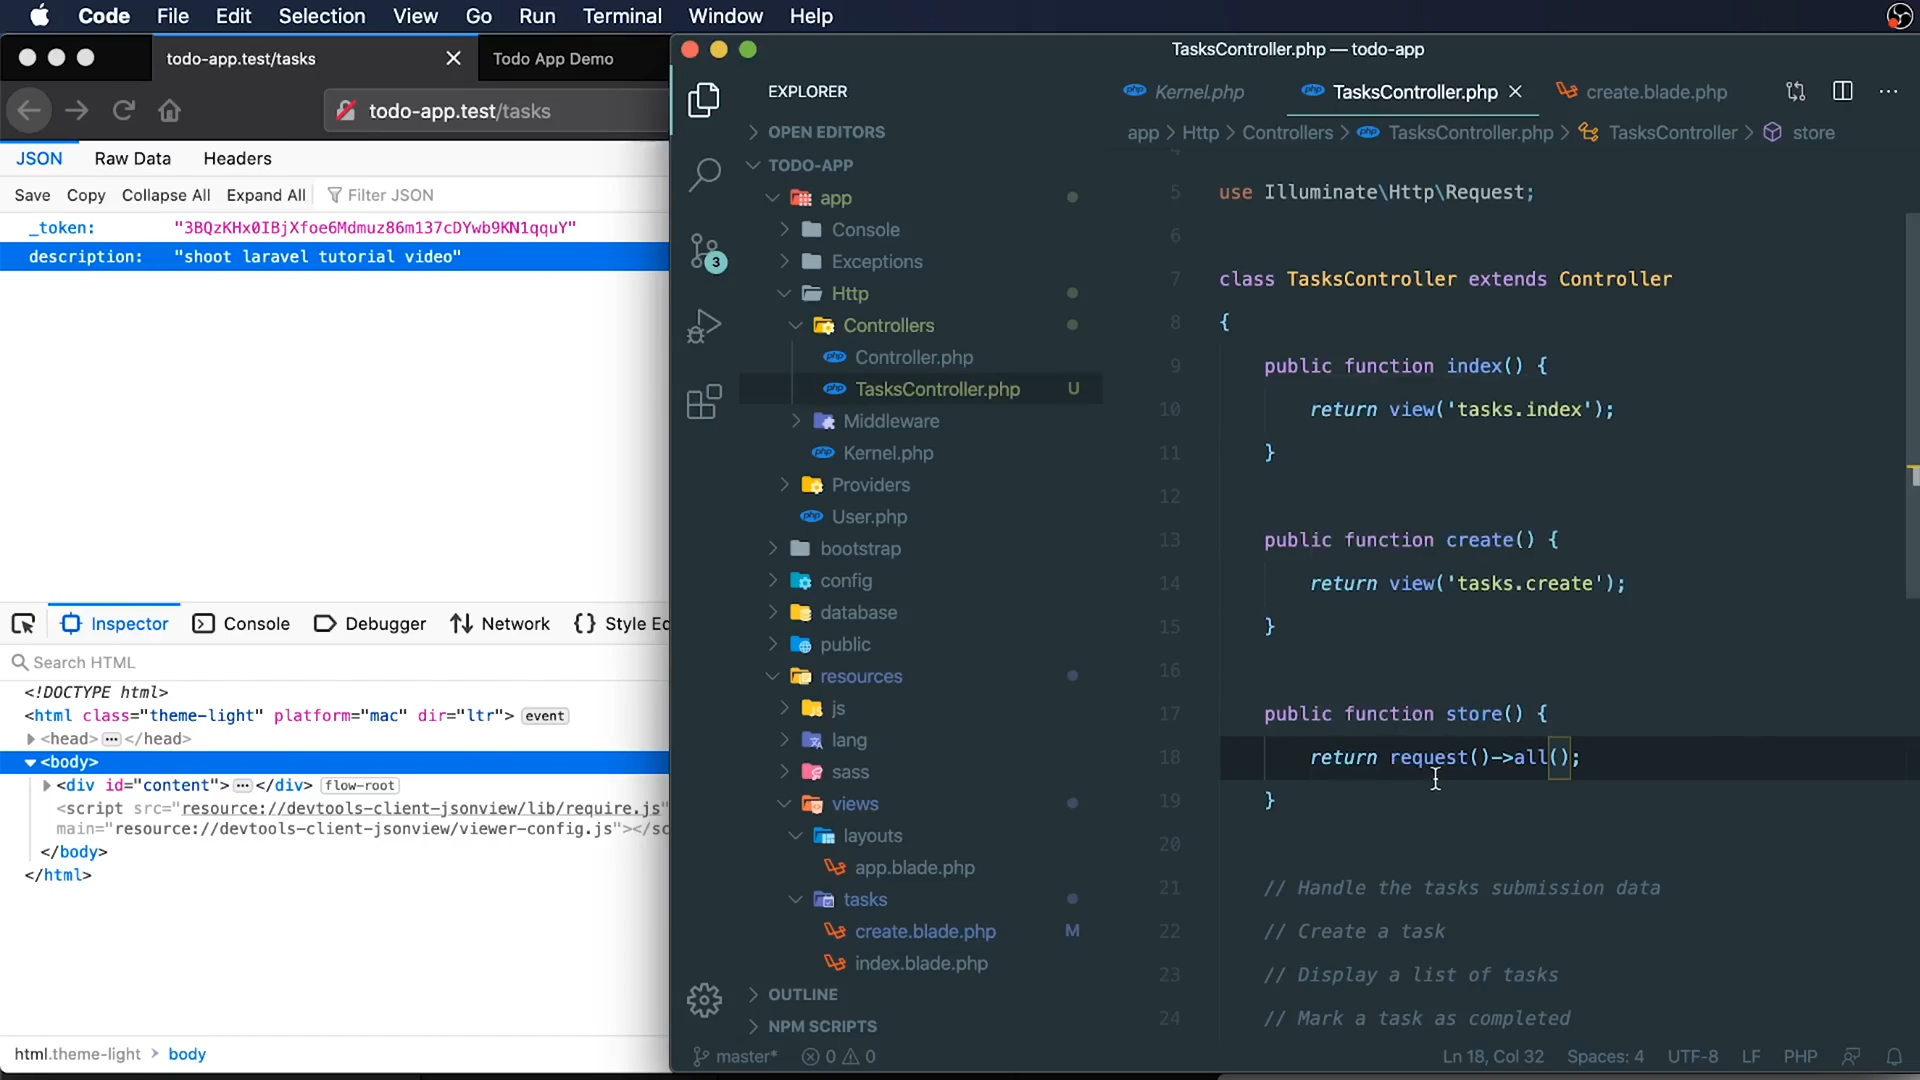 Code File Edit Selection View Go Run Terminal Window Help
todo-app.test/tasks
Todo App Demo
todo-app.test/tasks
JSON Raw Data Headers
Save Copy Collapse All Expand All Filter JSON
_token: "3BQzKHx0IBjXfoe6Mdmuz86m137cDYwb9KN1qquY"
description: "shoot laravel tutorial video"
Inspector Console Debugger Network {} Style Ed
Search HTML
<!DOCTYPE html>
<html class="theme-light" platform="mac" dir="ltr"> event
<head> ••• </head>
<body>
<div id="content"> ••• </div> flow-root
<script src="resource://devtools-client-jsonview/lib/require.js"
main="resource://devtools-client-jsonview/viewer-config.js"></sc
</body>
</html>
html.theme-light > body
TasksController.php — todo-app
EXPLORER
OPEN EDITORS
TODO-APP
app
Console
Exceptions
Http
Controllers
Controller.php
TasksController.php U
Middleware
Kernel.php
Providers
User.php
bootstrap
config
database
public
resources
js
lang
sass
views
layouts
app.blade.php
tasks
create.blade.php M
index.blade.php
OUTLINE
NPM SCRIPTS
3
Kernel.php TasksController.php create.blade.php
app > Http > Controllers > TasksController.php > TasksController > store
5 use Illuminate\Http\Request;
6
7 class TasksController extends Controller
8 {
9 public function index() {
10 return view('tasks.index');
11 }
12
13 public function create() {
14 return view('tasks.create');
15 }
16
17 public function store() {
18 return request()->all();
19 }
20
21 // Handle the tasks submission data
22 // Create a task
23 // Display a list of tasks
24 // Mark a task as completed
master* 0 0 Ln 18, Col 32 Spaces: 4 UTF-8 LF PHP